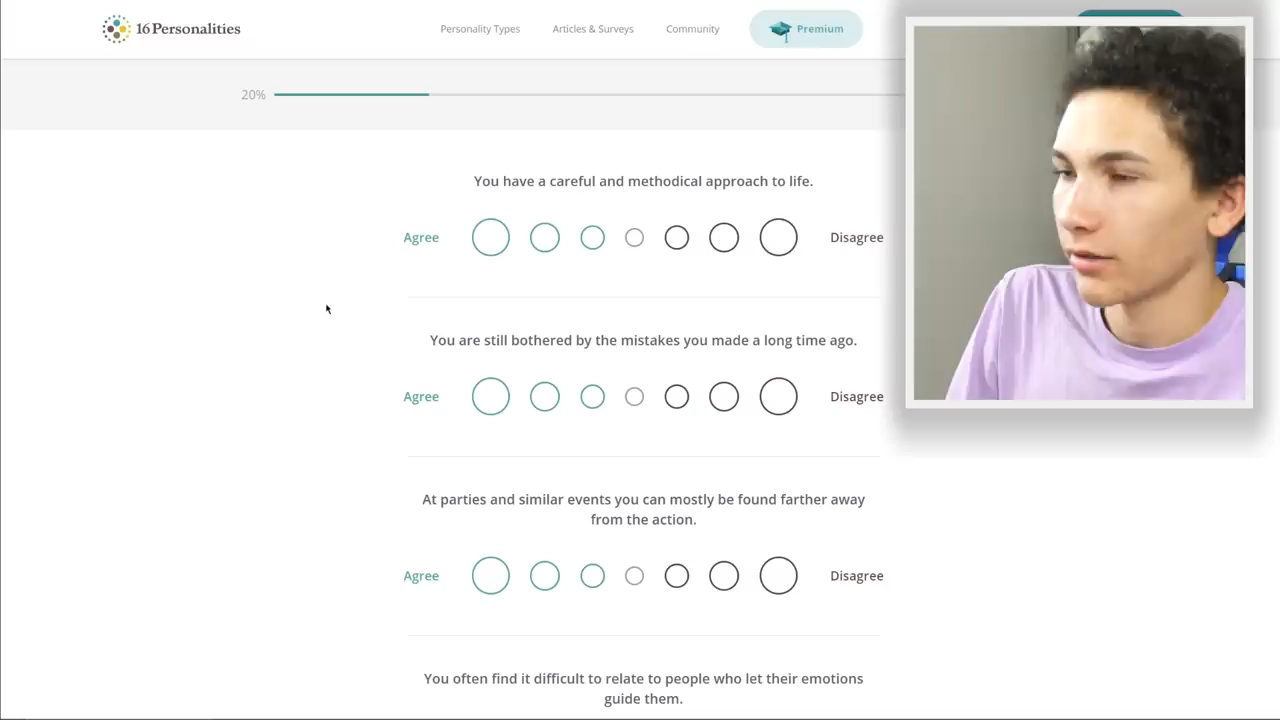 16Personalities
Personality Types
Articles & Surveys
Community
Premium
20%
You have a careful and methodical approach to life.
Agree
Disagree
You are still bothered by the mistakes you made a long time ago.
Agree
Disagree
At parties and similar events you can mostly be found farther away
from the action.
Agree
Disagree
You often find it difficult to relate to people who let their emotions
guide them.